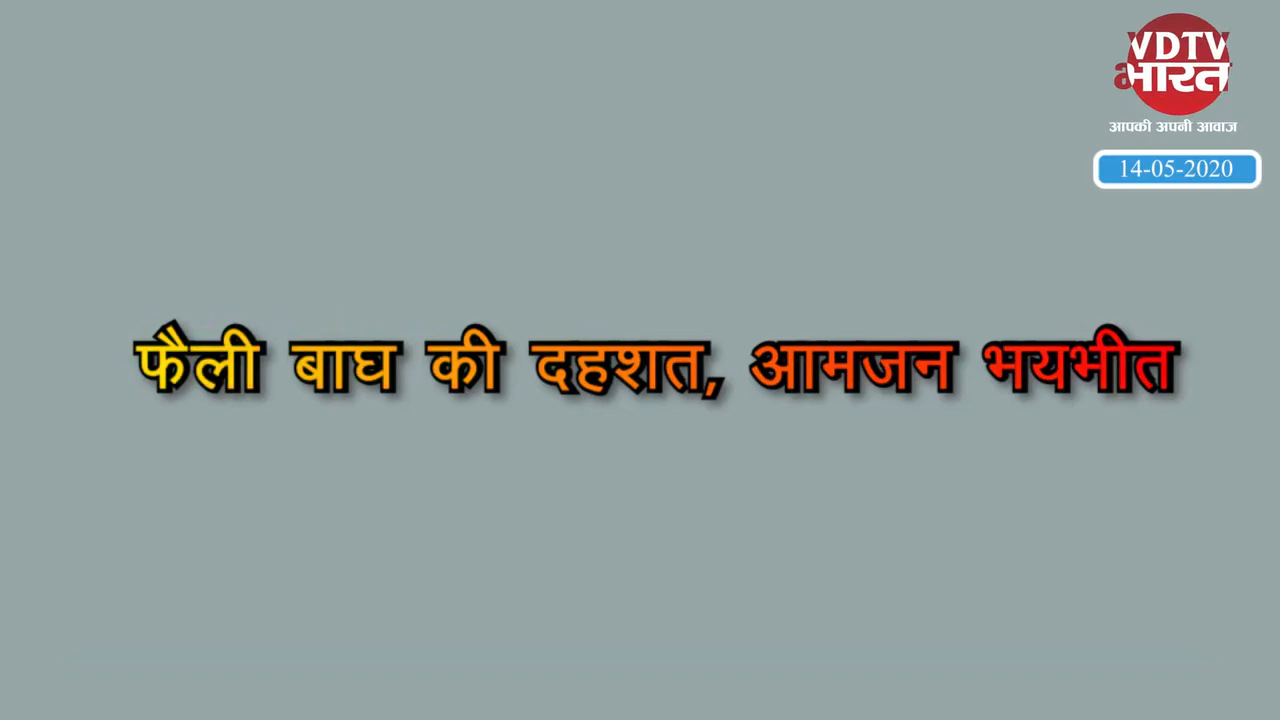 VDTV
भारत
आपकी अपनी आवाज
14-05-2020
फैली बाघ की दहशत, आमजन भयभीत